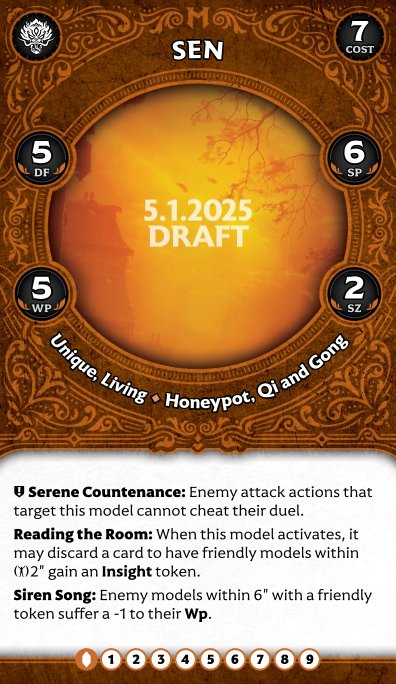 M
SEN
7
COST
5
DF
6
SP
5.1.2025
DRAFT
5
WP
2
SZ
Unique, Living • Honeypot, Qi and Gong
Serene Countenance: Enemy attack actions that
target this model cannot cheat their duel.
Reading the Room: When this model activates, it
may discard a card to have friendly models within
2" gain an Insight token.
Siren Song: Enemy models within 6" with a friendly
token suffer a -1 to their Wp.
1 2 3 4 5 6 7 8 9